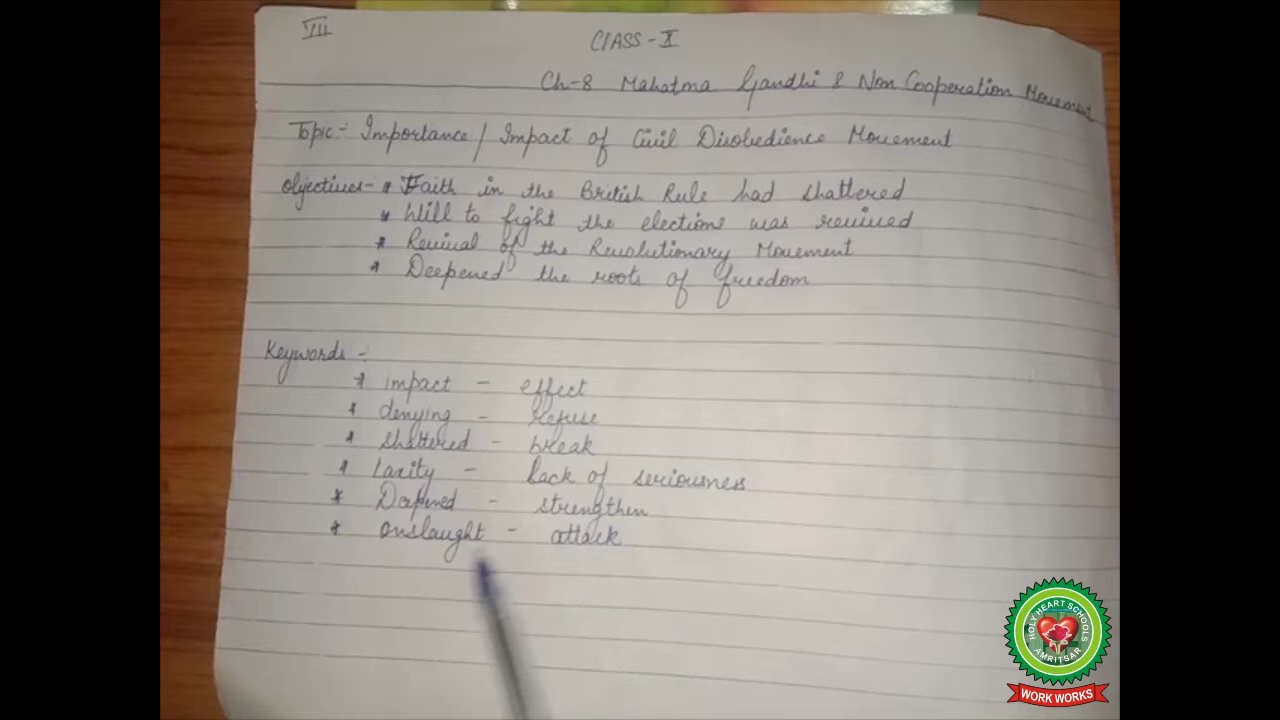 VII
CLASS - X
Ch-8 Mahatma Gandhi & Non Cooperation Movement
Topic:- Importance / Impact of Civil Disobedience Movement
Objectives- * Faith in the British Rule had shattered
* Will to fight the elections was revived
* Revival of the Revolutionary Movement
* Deepened the roots of freedom
Keywords :-
* impact - effect
* denying - refuse
* shattered - break
* Laxity - Lack of seriousness
* Deepned - strengthen
* onslaught - attack
HOLY HEART SCHOOLS
AMRITSAR
WORK WORKS